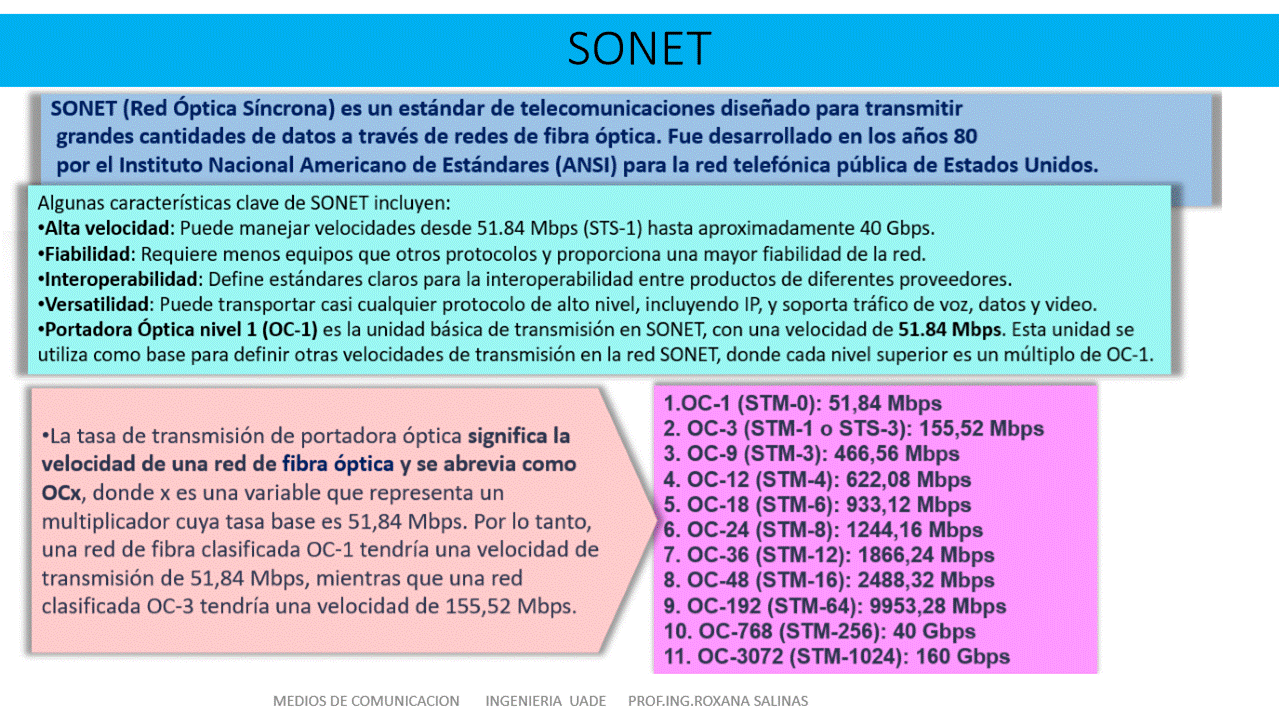 SONET
SONET (Red Óptica Síncrona) es un estándar de telecomunicaciones diseñado para transmitir
grandes cantidades de datos a través de redes de fibra óptica. Fue desarrollado en los años 80
por el Instituto Nacional Americano de Estándares (ANSI) para la red telefónica pública de Estados Unidos.
Algunas características clave de SONET incluyen:
•Alta velocidad: Puede manejar velocidades desde 51.84 Mbps (STS-1) hasta aproximadamente 40 Gbps.
•Fiabilidad: Requiere menos equipos que otros protocolos y proporciona una mayor fiabilidad de la red.
•Interoperabilidad: Define estándares claros para la interoperabilidad entre productos de diferentes proveedores.
•Versatilidad: Puede transportar casi cualquier protocolo de alto nivel, incluyendo IP, y soporta tráfico de voz, datos y video.
•Portadora Óptica nivel 1 (OC-1) es la unidad básica de transmisión en SONET, con una velocidad de 51.84 Mbps. Esta unidad se
utiliza como base para definir otras velocidades de transmisión en la red SONET, donde cada nivel superior es un múltiplo de OC-1.
•La tasa de transmisión de portadora óptica significa la
velocidad de una red de fibra óptica y se abrevia como
OCx, donde x es una variable que representa un
multiplicador cuya tasa base es 51,84 Mbps. Por lo tanto,
una red de fibra clasificada OC-1 tendría una velocidad de
transmisión de 51,84 Mbps, mientras que una red
clasificada OC-3 tendría una velocidad de 155,52 Mbps.
1.OC-1 (STM-0): 51,84 Mbps
2. OC-3 (STM-1 o STS-3): 155,52 Mbps
3. OC-9 (STM-3): 466,56 Mbps
4. OC-12 (STM-4): 622,08 Mbps
5. OC-18 (STM-6): 933,12 Mbps
6. OC-24 (STM-8): 1244,16 Mbps
7. OC-36 (STM-12): 1866,24 Mbps
8. OC-48 (STM-16): 2488,32 Mbps
9. OC-192 (STM-64): 9953,28 Mbps
10. OC-768 (STM-256): 40 Gbps
11. OC-3072 (STM-1024): 160 Gbps
MEDIOS DE COMUNICACION INGENIERIA UADE PROF.ING.ROXANA SALINAS